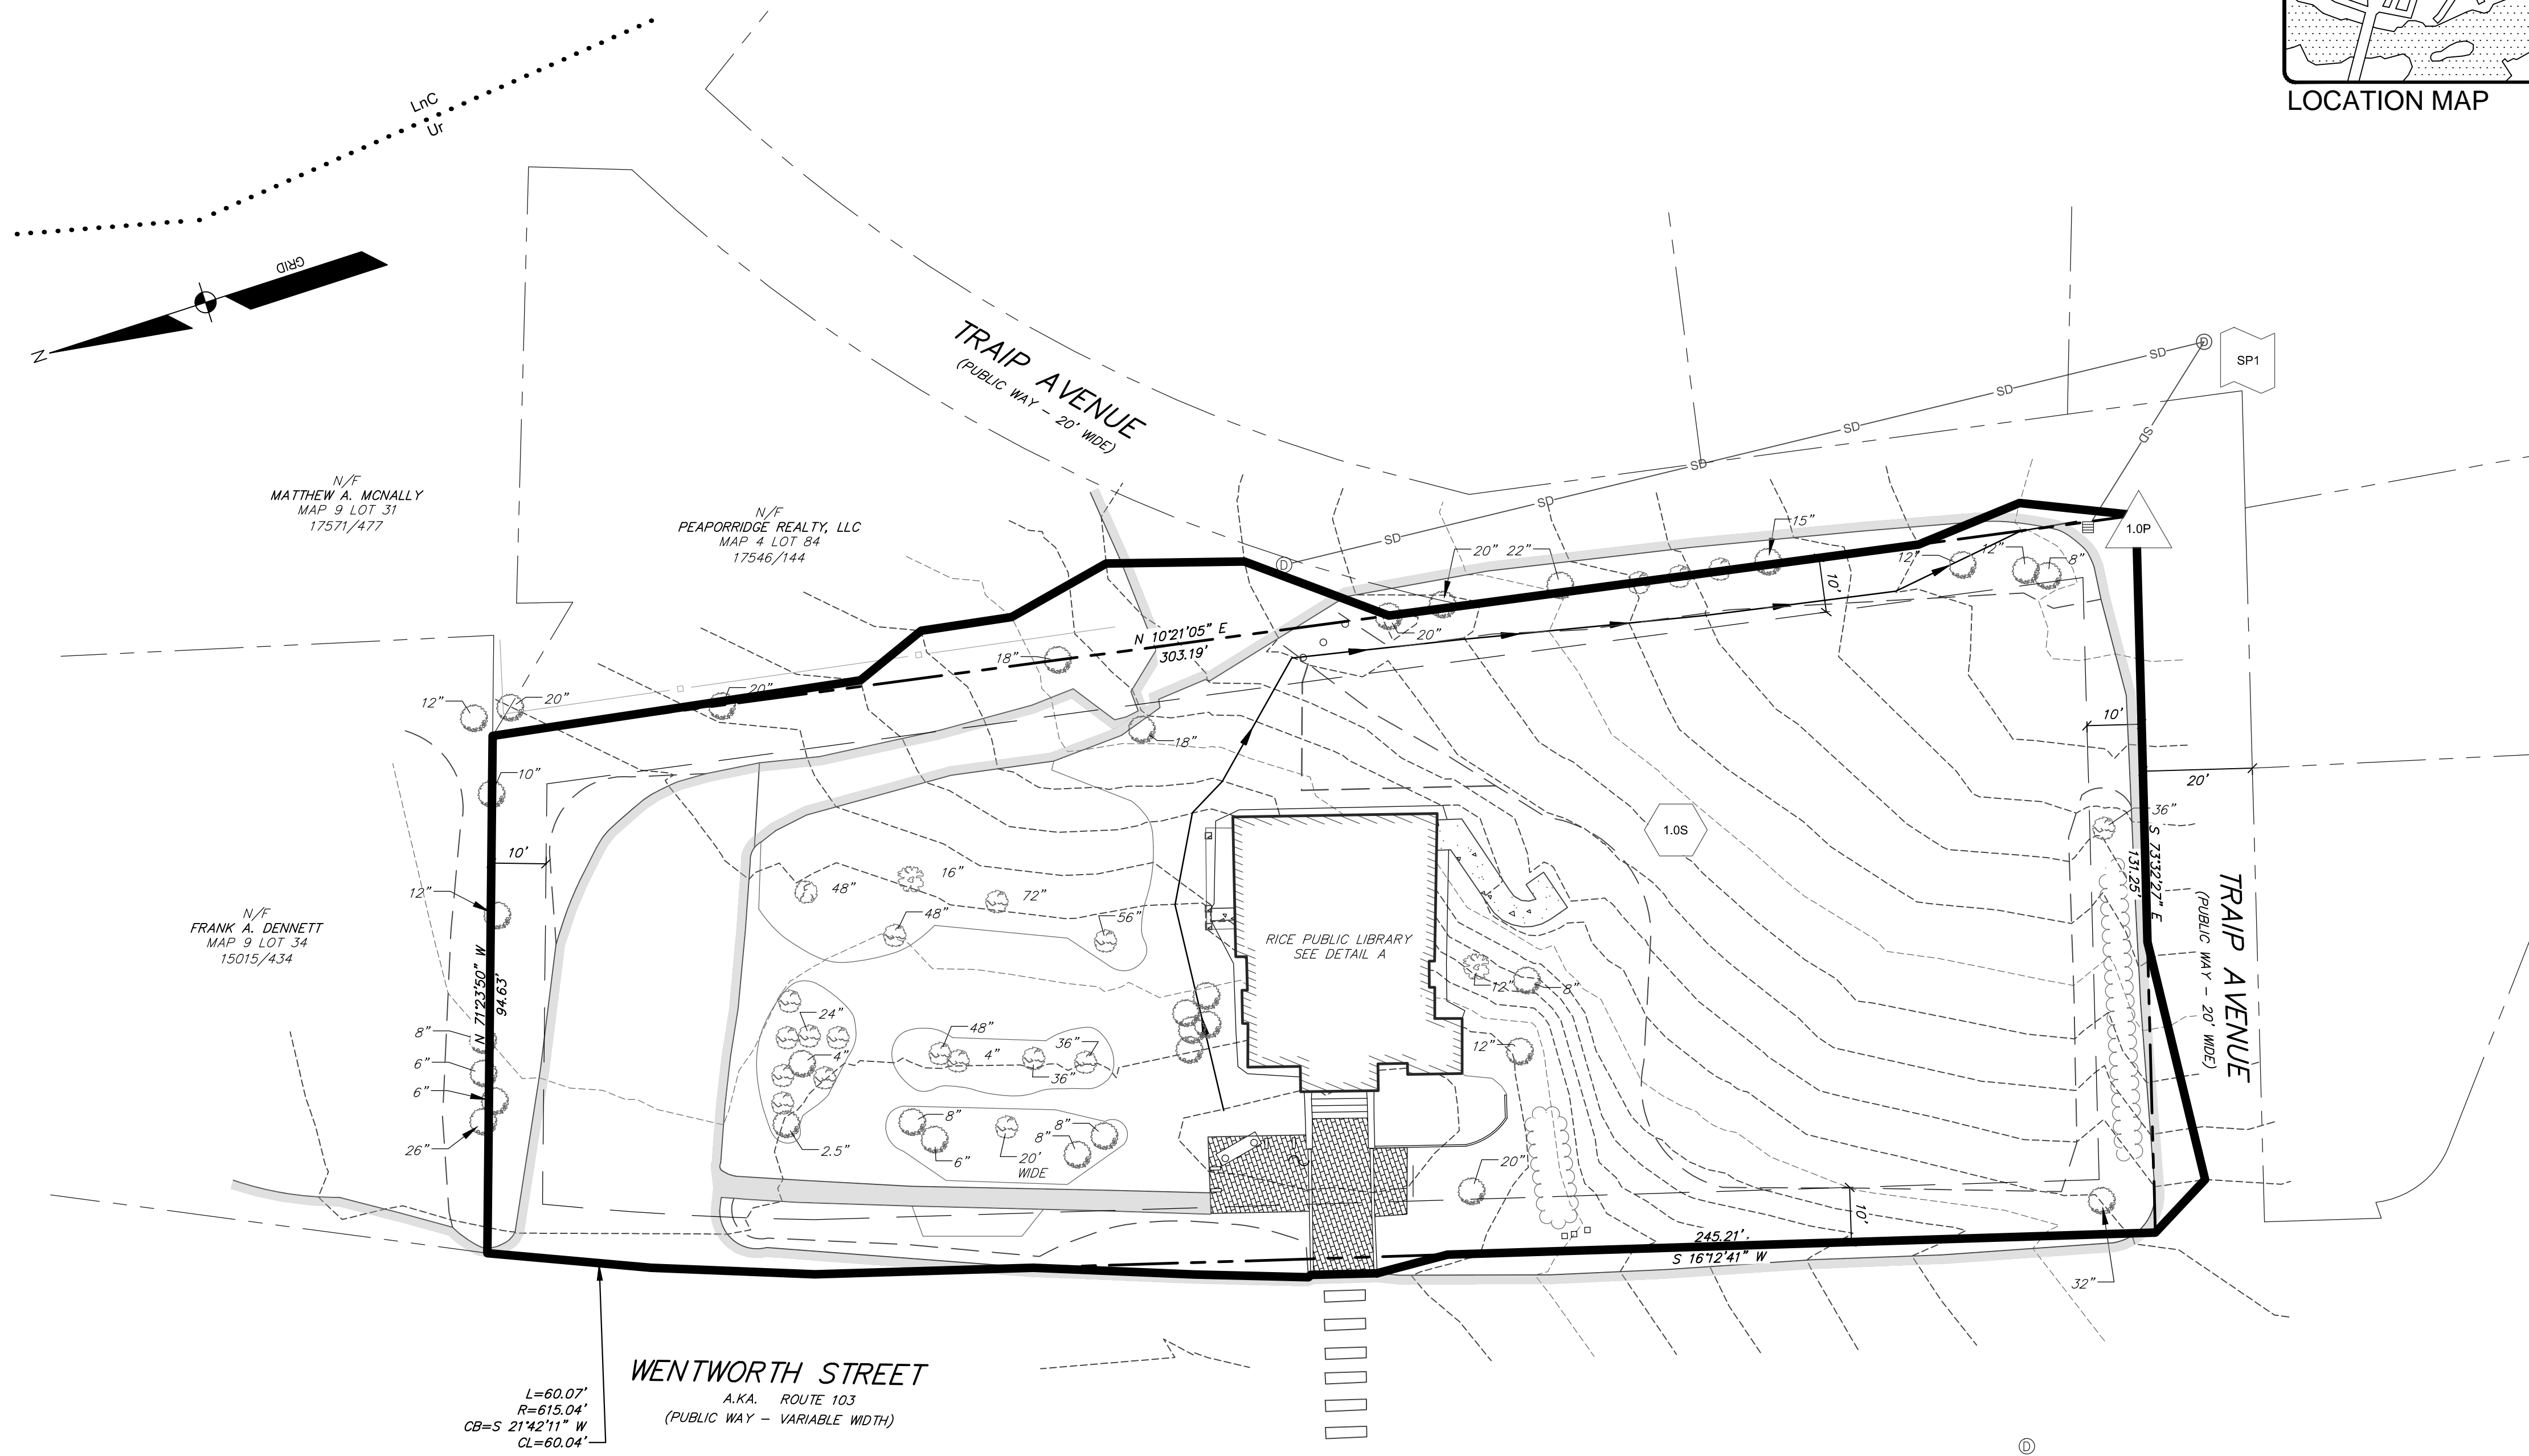 LOCATION MAP
LnC
Ur
GRID
N
TRAIP AVENUE
(PUBLIC WAY – 20' WIDE)
SD
SD
SD
SD
SD
SD
SD
D
D
SP1
1.0P
N/F
MATTHEW A. MCNALLY
MAP 9 LOT 31
17571/477
N/F
PEAPORRIDGE REALTY, LLC
MAP 4 LOT 84
17546/144
15"
20" 22"
12"
12"
8"
10'
20"
N 10°21'05" E
303.19'
18"
12"
20"
20"
18"
10"
10'
20'
36"
1.0S
S 73°32'27" E
131.25'
TRAIP AVENUE
(PUBLIC WAY – 20' WIDE)
10'
12"
48"
16"
72"
48"
56"
N/F
FRANK A. DENNETT
MAP 9 LOT 34
15015/434
RICE PUBLIC LIBRARY
SEE DETAIL A
N 71°23'50" W
94.63'
12"
8"
8"
6"
6"
26"
24"
4"
2.5"
48"
4"
36"
36"
12"
8"
6"
20'
WIDE
8"
8"
20"
10'
245.21'
S 16°12'41" W
32"
L=60.07'
R=615.04'
CB=S 21°42'11" W
CL=60.04'
WENTWORTH STREET
A.KA. ROUTE 103
(PUBLIC WAY – VARIABLE WIDTH)
D